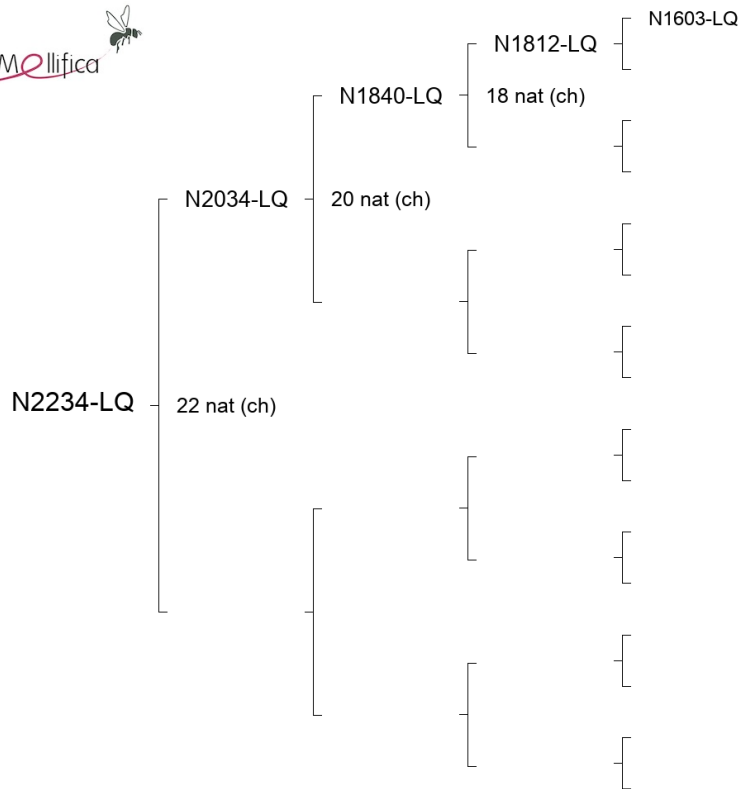 Mellifica
N1603-LQ
N1812-LQ
N1840-LQ
18 nat (ch)
N2034-LQ
20 nat (ch)
N2234-LQ
22 nat (ch)